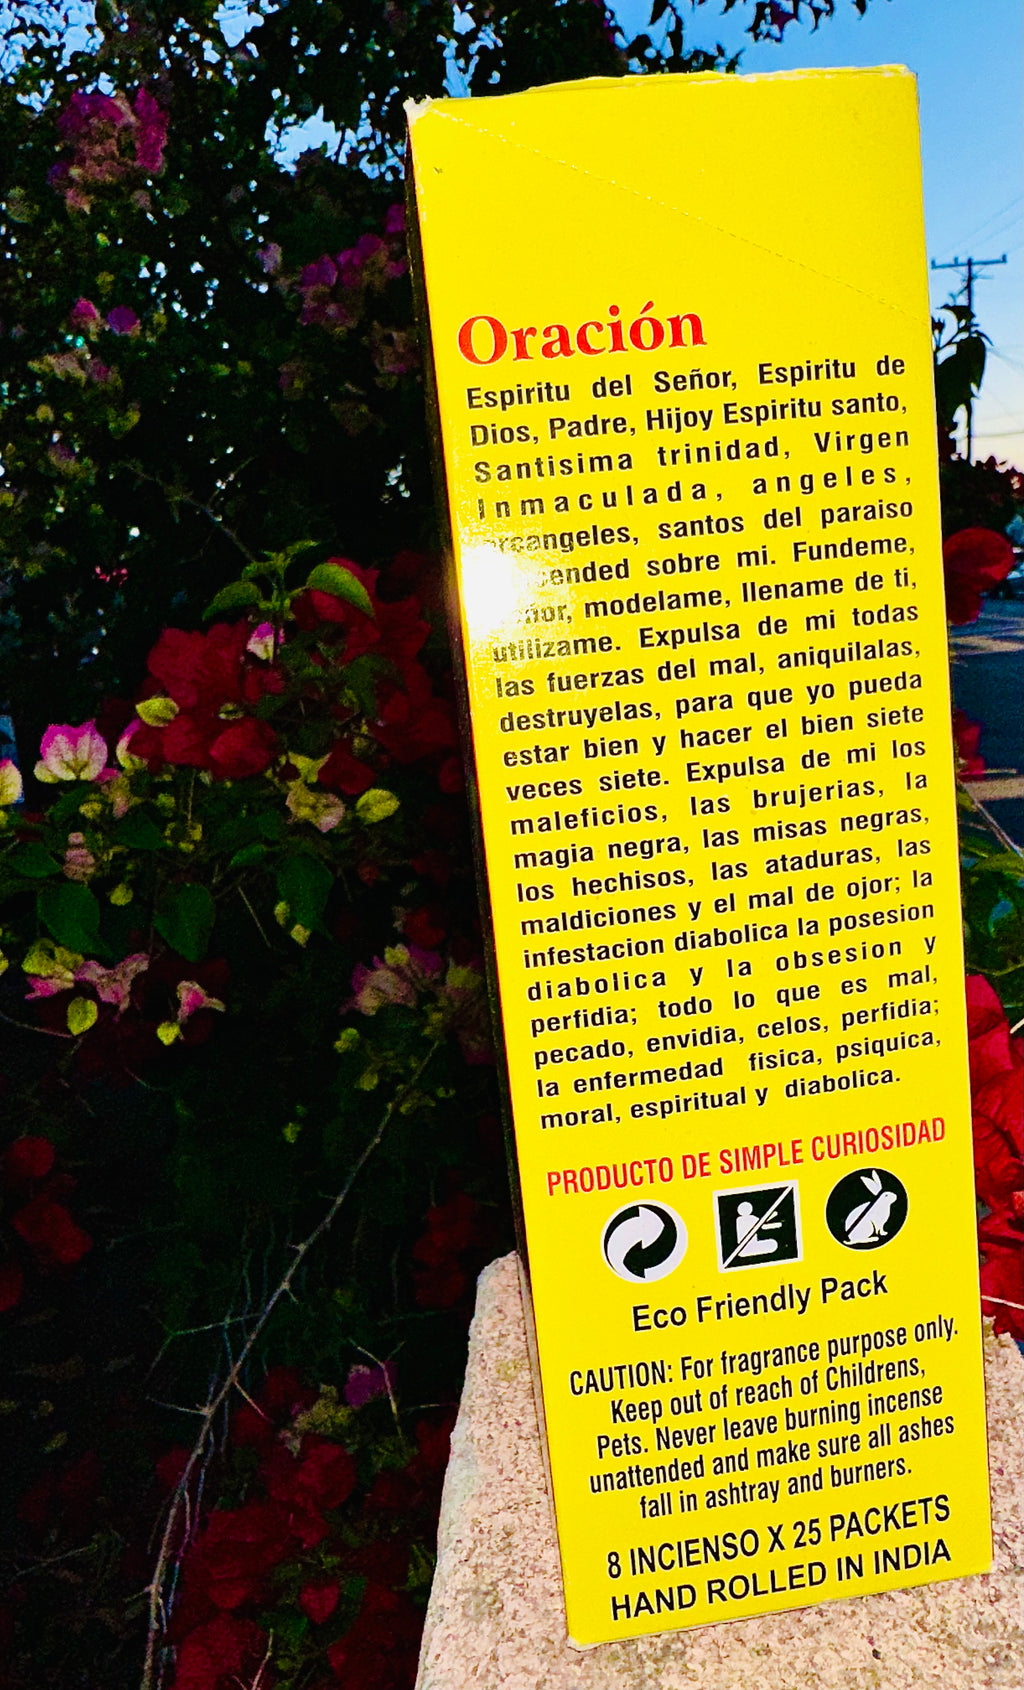 Oración
Espiritu del Señor, Espiritu de
Dios, Padre, Hijoy Espiritu santo,
Santisima trinidad, Virgen
Inmaculada, angeles,
arcangeles, santos del paraiso
sobre mi. Fundeme,
modelame, llename de ti,
utilizame. Expulsa de mi todas
las fuerzas del mal, aniquilalas,
destruyelas, para que yo pueda
estar bien y hacer el bien siete
veces siete. Expulsa de mi los
maleficios, las brujerias, la
magia negra, las misas negras,
los hechisos, las ataduras, las
maldiciones y el mal de ojor; la
infestacion diabolica la posesion
diabolica y la obsesion y
perfidia; todo lo que es mal,
pecado, envidia, celos, perfidia;
la enfermedad fisica, psiquica,
moral, espiritual y diabolica.
PRODUCTO DE SIMPLE CURIOSIDAD
Eco Friendly Pack
CAUTION: For fragrance purpose only.
Keep out of reach of Childrens,
Pets. Never leave burning incense
unattended and make sure all ashes
fall in ashtray and burners.
8 INCIENSO X 25 PACKETS
HAND ROLLED IN INDIA